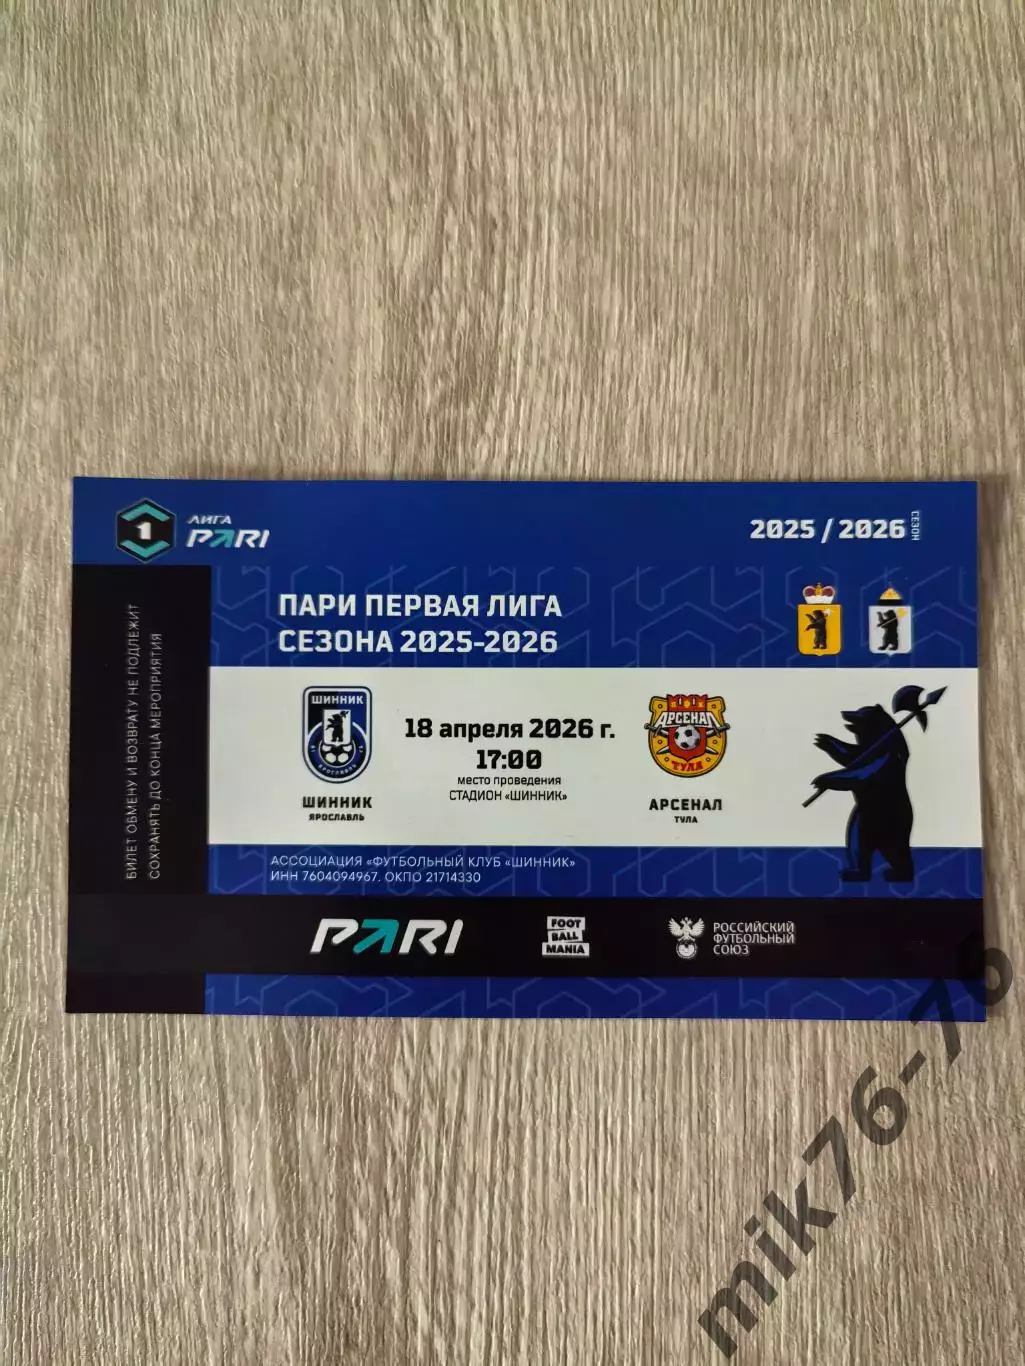 1
ЛИГА
PARI
2025 / 2026
СЕЗОН
БИЛЕТ ОБМЕНУ И ВОЗВРАТУ НЕ ПОДЛЕЖИТ
СОХРАНЯТЬ ДО КОНЦА МЕРОПРИЯТИЯ
ПАРИ ПЕРВАЯ ЛИГА
СЕЗОНА 2025-2026
ШИННИК
ЯРОСЛАВЛЬ
ШИННИК
ЯРОСЛАВЛЬ
18 апреля 2026 г.
17:00
место проведения
СТАДИОН «ШИННИК»
АРСЕНАЛ
ТУЛА
АРСЕНАЛ
ТУЛА
АССОЦИАЦИЯ «ФУТБОЛЬНЫЙ КЛУБ «ШИННИК»
ИНН 7604094967. ОКПО 21714330
PARI
FOOT
BALL
MANIA
РОССИЙСКИЙ
ФУТБОЛЬНЫЙ
СОЮЗ
mik76-76